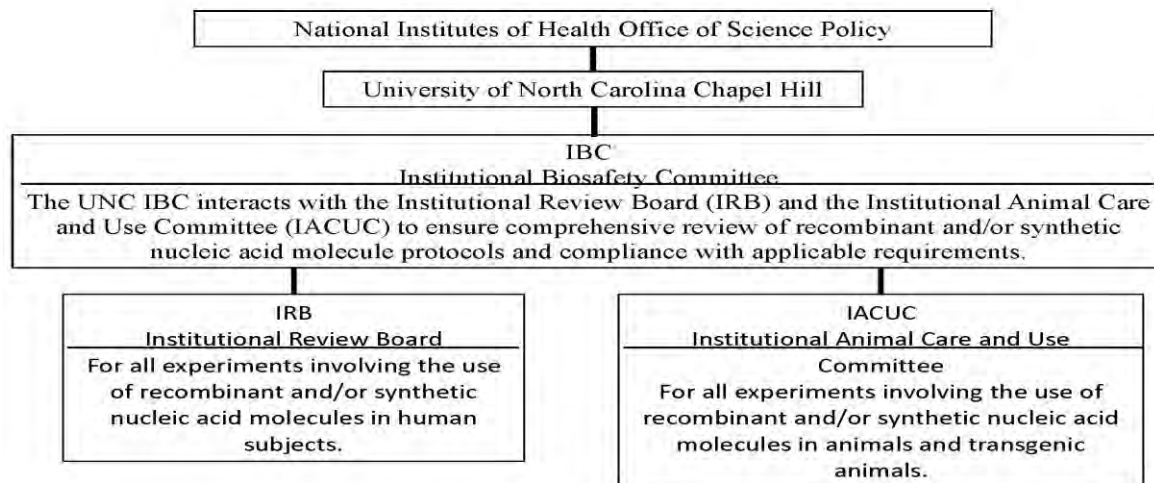 National Institutes of Health Office of Science Policy
University of North Carolina Chapel Hill
IBC
Institutional Biosafety Committee
The UNC IBC interacts with the Institutional Review Board (IRB) and the Institutional Animal Care
and Use Committee (IACUC) to ensure comprehensive review of recombinant and/or synthetic
nucleic acid molecule protocols and compliance with applicable requirements.
IRB
Institutional Review Board
For all experiments involving the use
of recombinant and/or synthetic
nucleic acid molecules in human
subjects.
IACUC
Institutional Animal Care and Use
Committee
For all experiments involving the use of
recombinant and/or synthetic nucleic acid
molecules in animals and transgenic
animals.